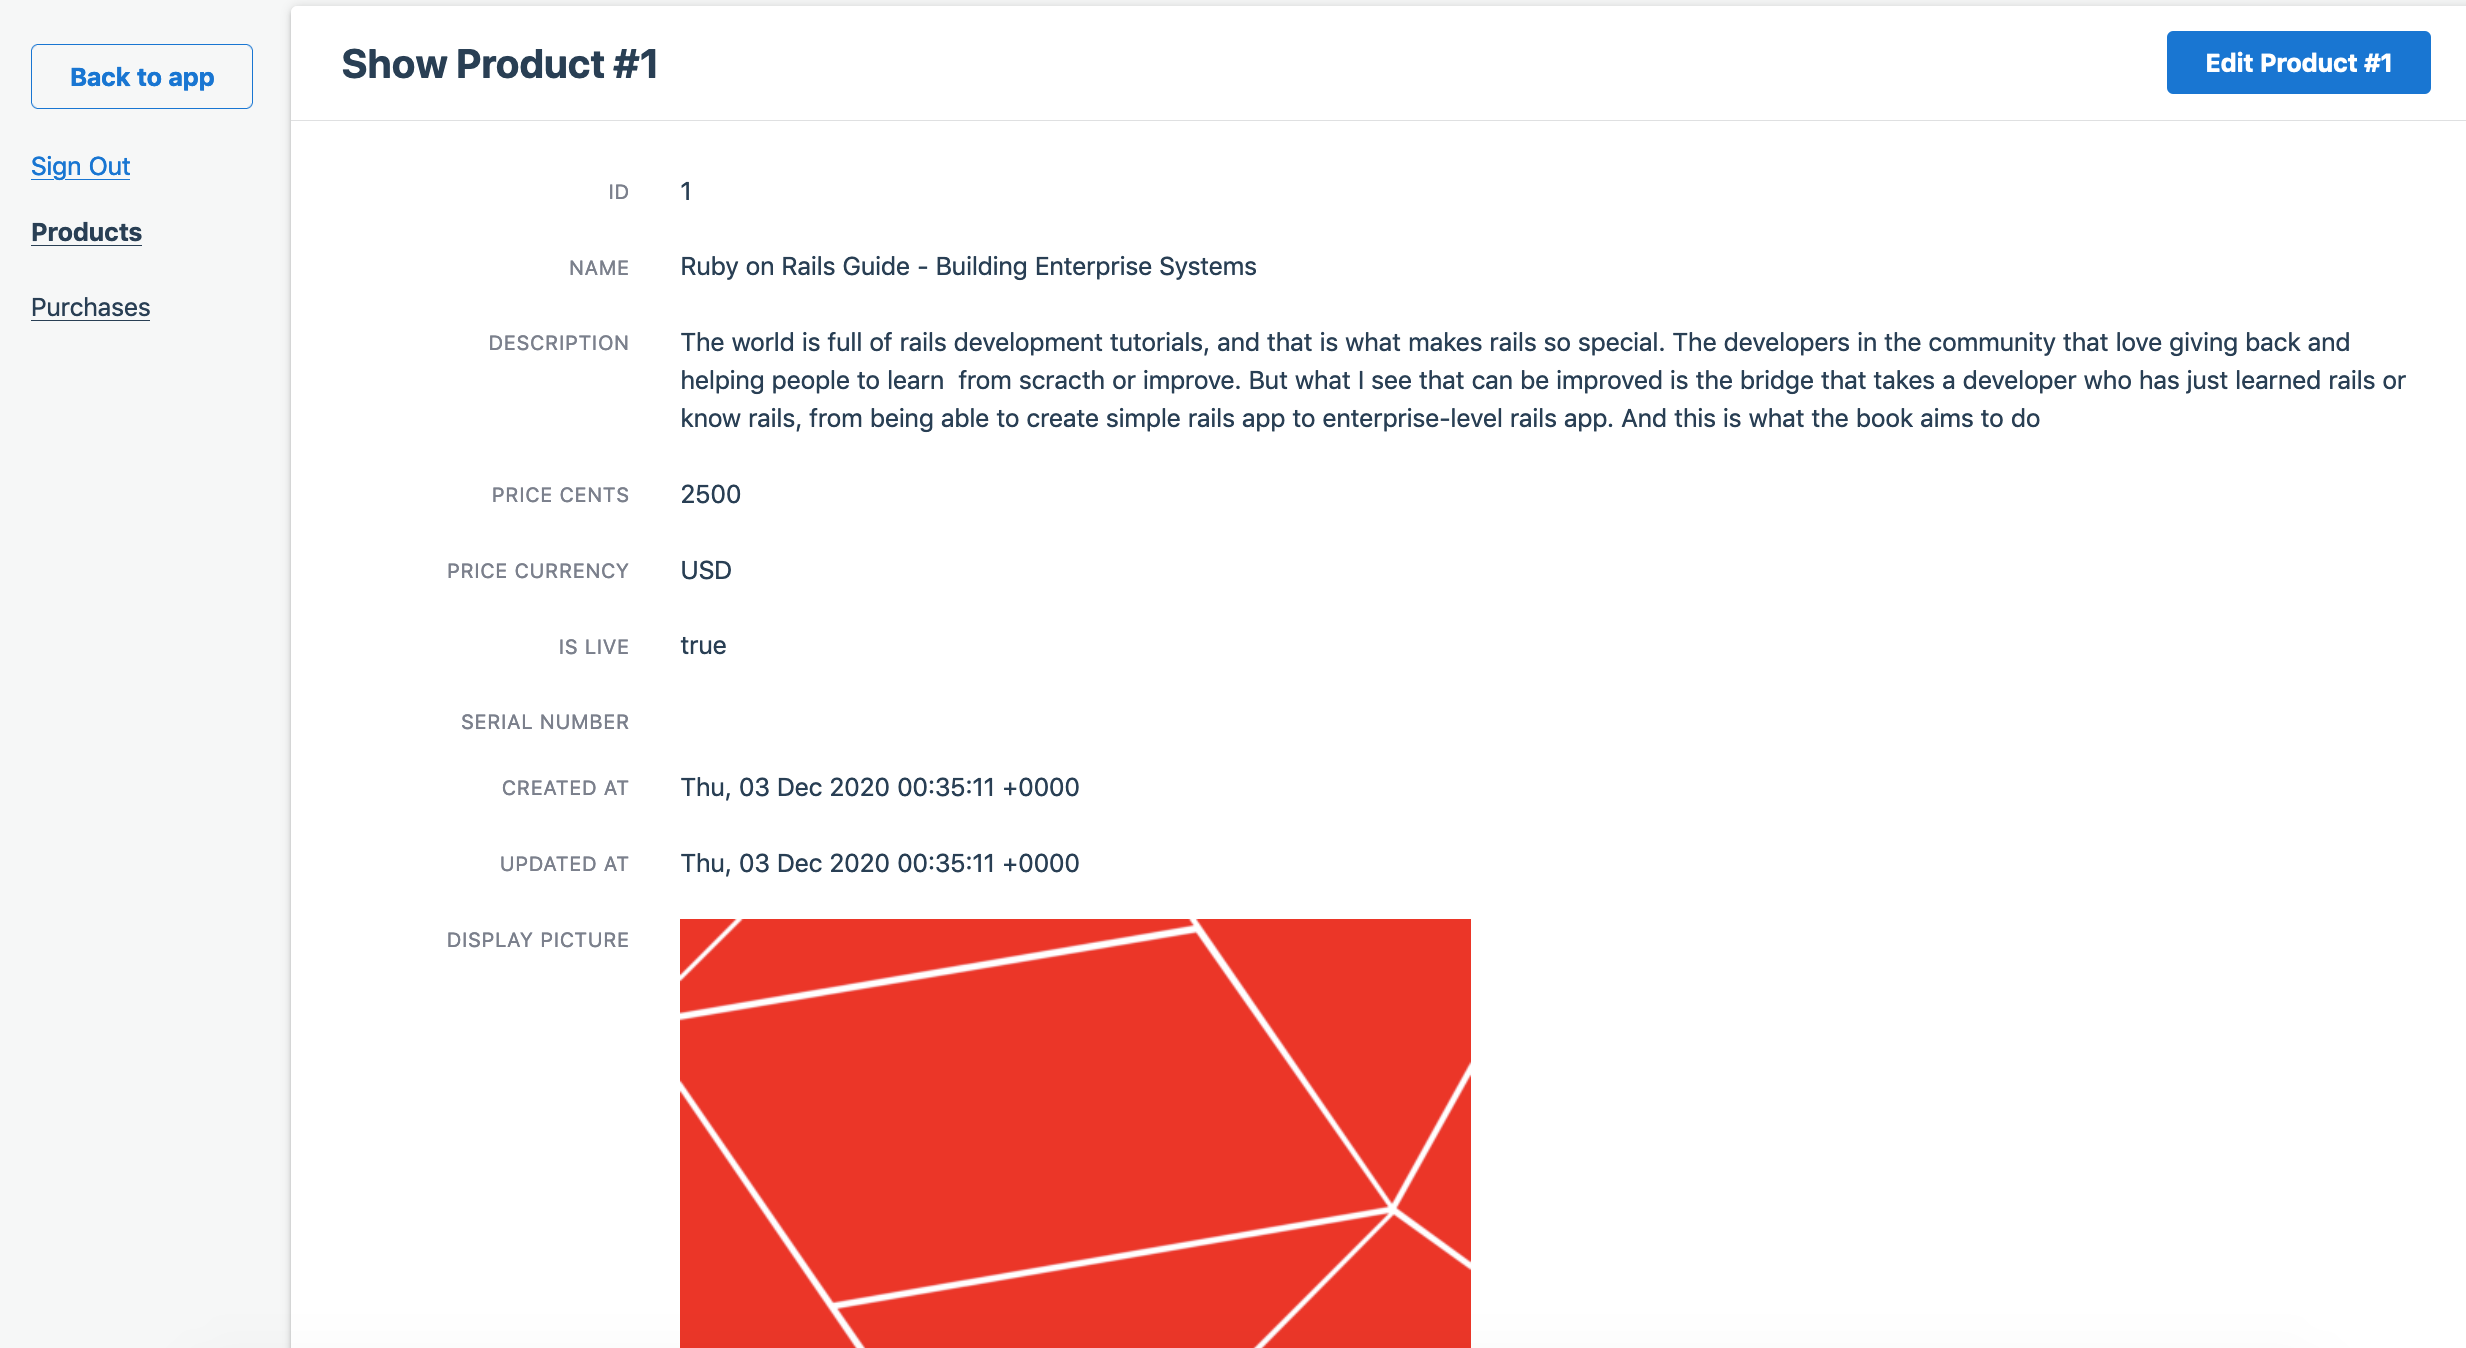 Back to app
Sign Out
Products
Purchases
Show Product #1
Edit Product #1
ID 1
NAME Ruby on Rails Guide - Building Enterprise Systems
DESCRIPTION The world is full of rails development tutorials, and that is what makes rails so special. The developers in the community that love giving back and
helping people to learn  from scracth or improve. But what I see that can be improved is the bridge that takes a developer who has just learned rails or
know rails, from being able to create simple rails app to enterprise-level rails app. And this is what the book aims to do
PRICE CENTS 2500
PRICE CURRENCY USD
IS LIVE true
SERIAL NUMBER
CREATED AT Thu, 03 Dec 2020 00:35:11 +0000
UPDATED AT Thu, 03 Dec 2020 00:35:11 +0000
DISPLAY PICTURE